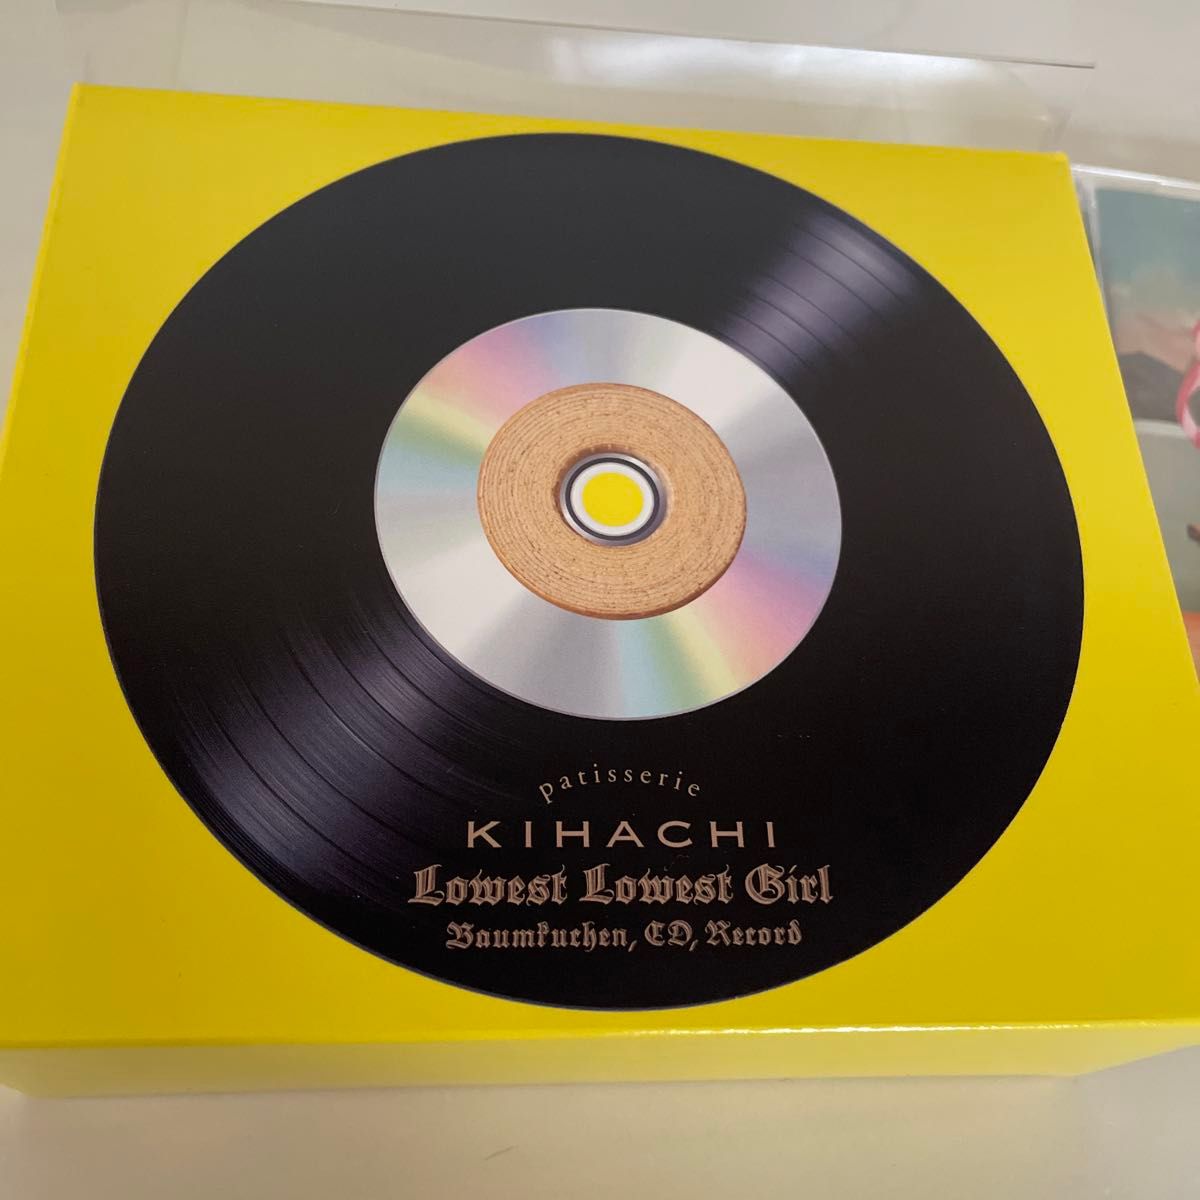 patisserie
KIHACHI
Lowest Lowest Girl
Baumkuchen, CD, Record